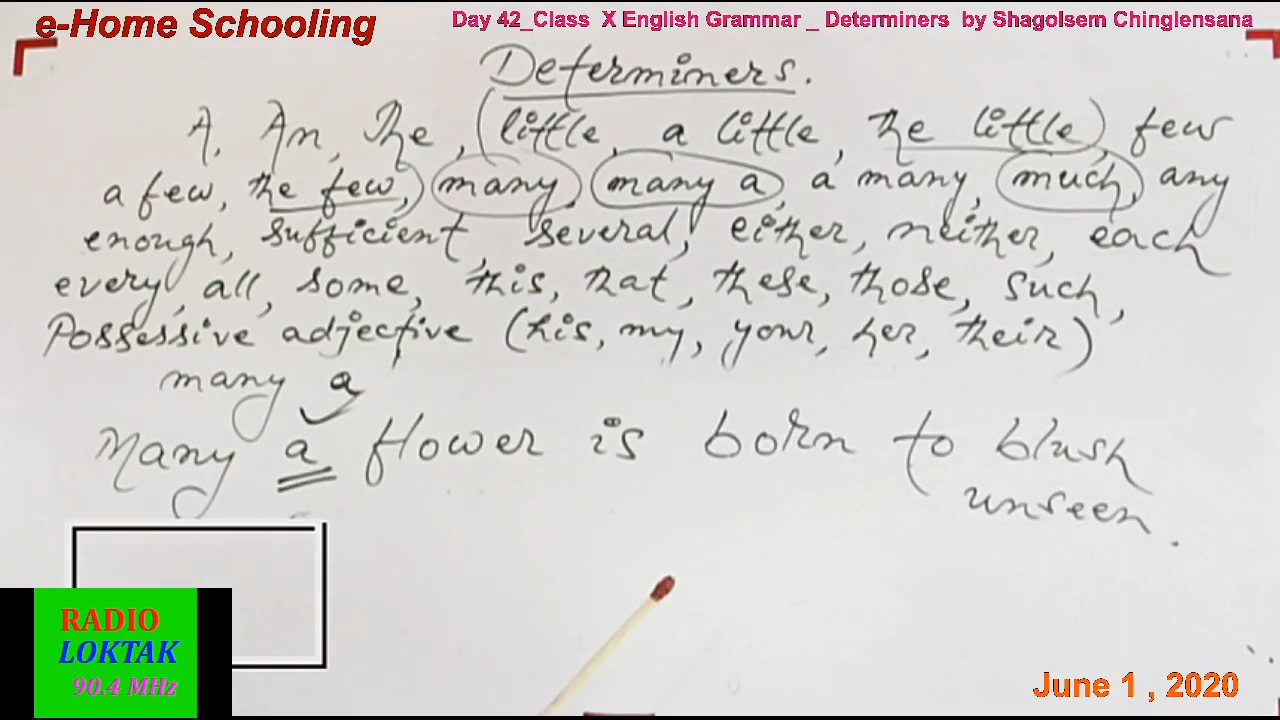 e-Home Schooling
Day 42_Class X English Grammar _ Determiners by Shagolsem Chinglensana
Determiners.
A, An, The, (little, a little, the little) few
a few, the few,) many, many a, a many, much, any
enough, sufficient, several, either, neither, each
every, all, some, this, that, these, those, such,
Possessive adjective (his, my, your, her, their)
many a
Many a flower is born to blush
unseen.
RADIO
LOKTAK
90.4 MHz
June 1 , 2020